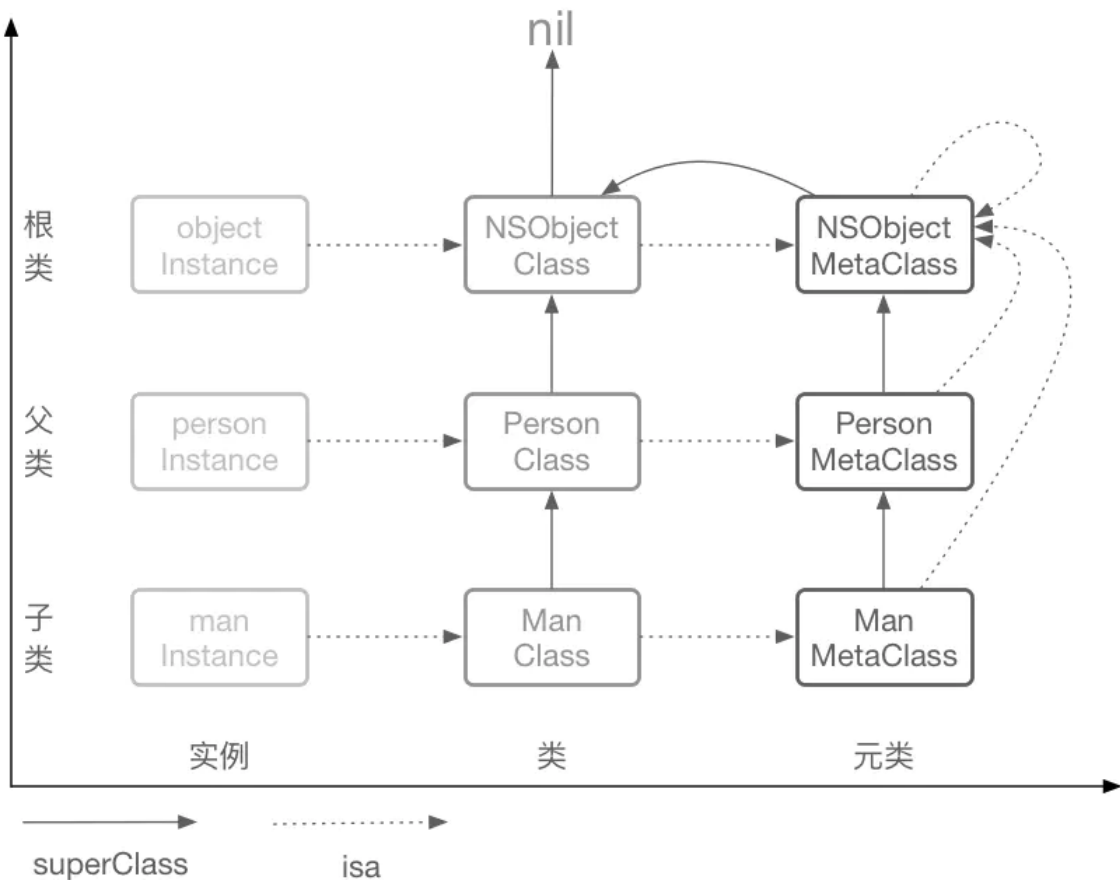 nil
根
类
object
Instance
NSObject
Class
NSObject
MetaClass
父
类
person
Instance
Person
Class
Person
MetaClass
子
类
man
Instance
Man
Class
Man
MetaClass
实例
类
元类
superClass
isa